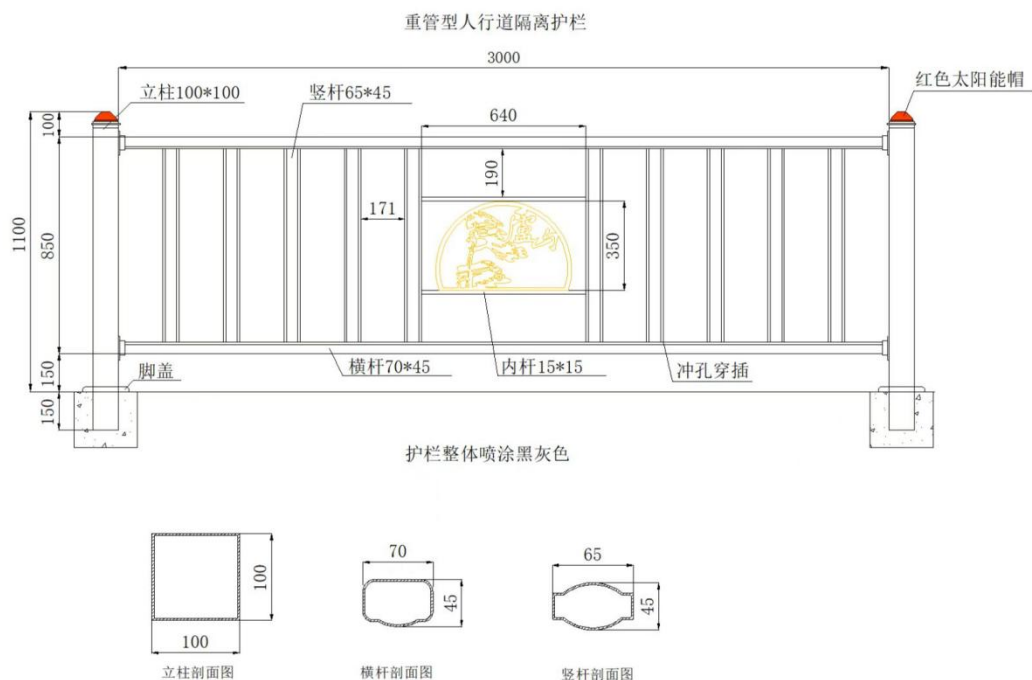 重管型人行道隔离护栏
3000
立柱100*100
竖杆65*45
640
红色太阳能帽
100
190
171
1100
850
350
横杆70*45
内杆15*15
冲孔穿插
脚盖
150
150
护栏整体喷涂黑灰色
70
65
100
45
45
100
立柱剖面图
横杆剖面图
竖杆剖面图